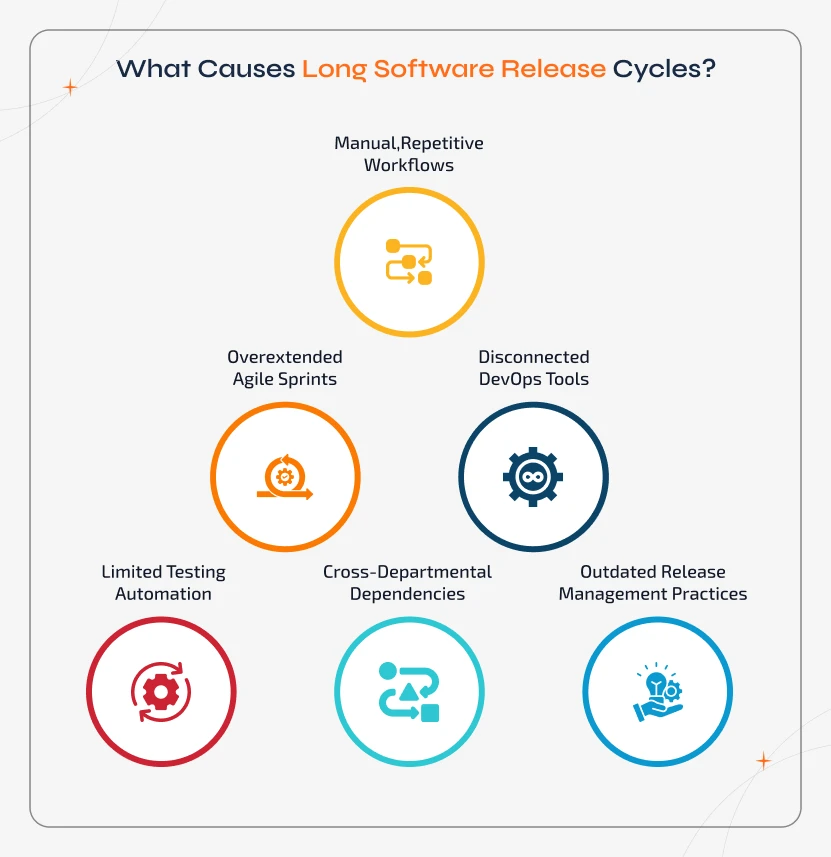 What Causes Long Software Release Cycles?
Manual,Repetitive
Workflows
Overextended
Agile Sprints
Disconnected
DevOps Tools
Limited Testing
Automation
Cross-Departmental
Dependencies
Outdated Release
Management Practices